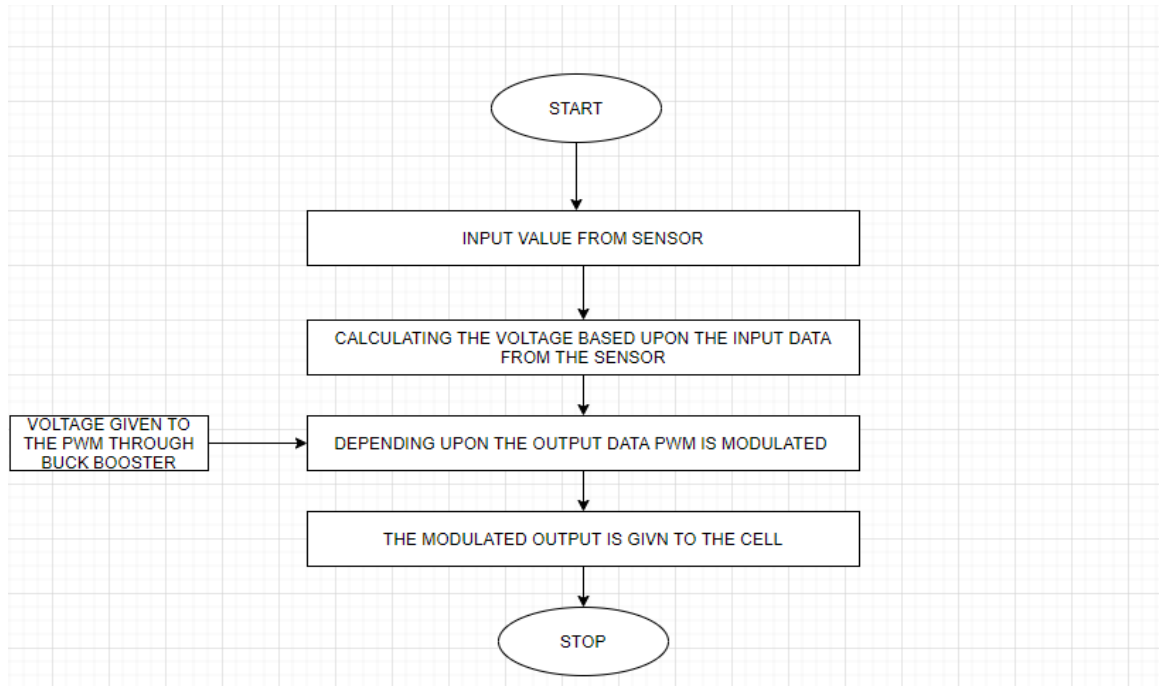 START
INPUT VALUE FROM SENSOR
CALCULATING THE VOLTAGE BASED UPON THE INPUT DATA
FROM THE SENSOR
VOLTAGE GIVEN TO
THE PWM THROUGH
BUCK BOOSTER
DEPENDING UPON THE OUTPUT DATA PWM IS MODULATED
THE MODULATED OUTPUT IS GIVN TO THE CELL
STOP